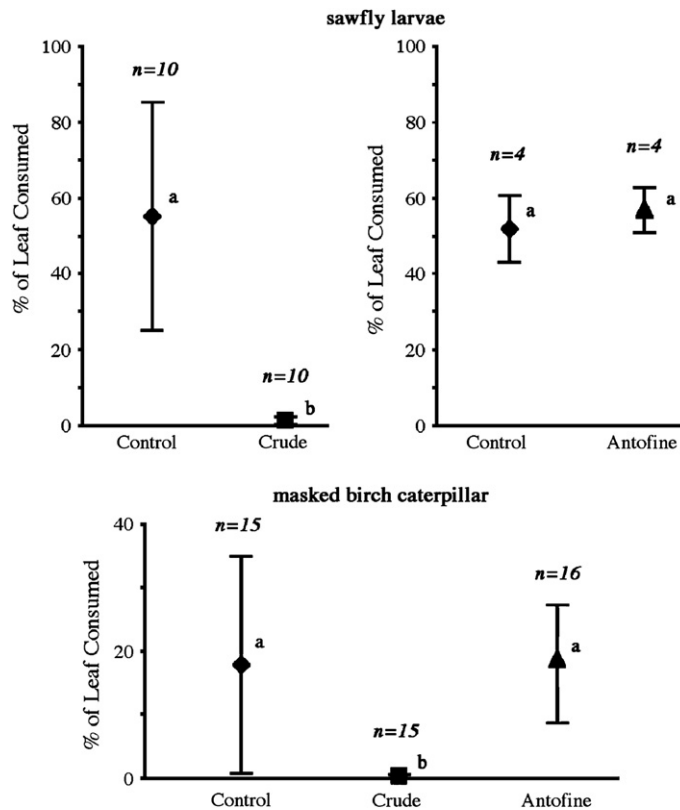 sawfly larvae
% of Leaf Consumed
100
80
60
40
20
0
n=10
a
n=10
b
Control
Crude
% of Leaf Consumed
100
80
60
40
20
0
n=4
a
n=4
a
Control
Antofine
masked birch caterpillar
% of Leaf Consumed
40
20
0
n=15
a
n=15
b
n=16
a
Control
Crude
Antofine